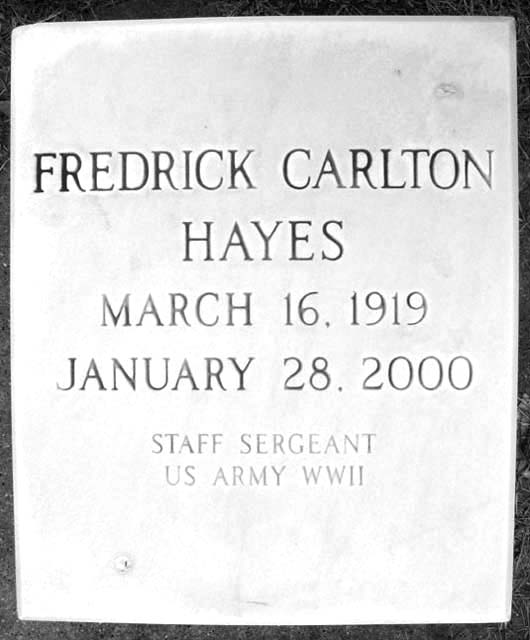 FREDRICK CARLTON
HAYES
MARCH 16, 1919
JANUARY 28, 2000
STAFF SERGEANT
US ARMY WWII